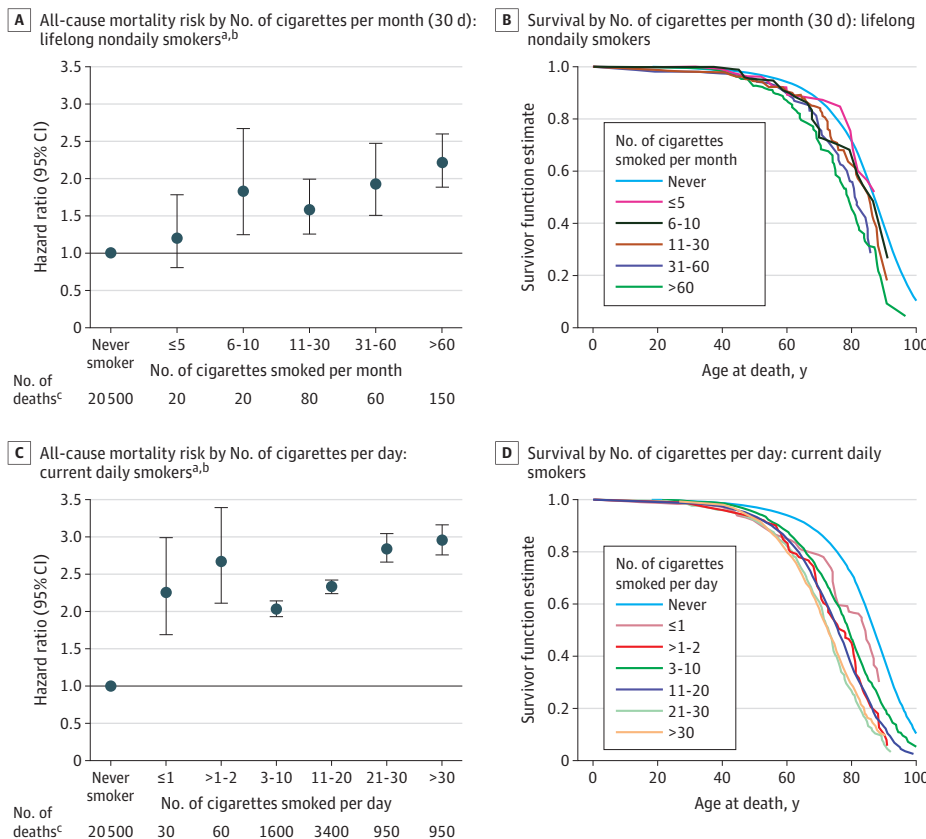 A All-cause mortality risk by No. of cigarettes per month (30 d):
lifelong nondaily smokersa,b
3.5
3.0
2.5
2.0
1.5
1.0
0.5
0
Hazard ratio (95% CI)
Never
smoker
≤5
6-10
11-30
31-60
>60
No. of cigarettes smoked per month
No. of
deathsc
20500
20
20
80
60
150
B Survival by No. of cigarettes per month (30 d): lifelong
nondaily smokers
1.0
0.8
0.6
0.4
0.2
0
Survivor function estimate
No. of cigarettes
smoked per month
Never
≤5
6-10
11-30
31-60
>60
0
20
40
60
80
100
Age at death, y
C All-cause mortality risk by No. of cigarettes per day:
current daily smokersa,b
3.5
3.0
2.5
2.0
1.5
1.0
0.5
0
Hazard ratio (95% CI)
Never
smoker
≤1
>1-2
3-10
11-20
21-30
>30
No. of cigarettes smoked per day
No. of
deathsc
20500
30
60
1600
3400
950
950
D Survival by No. of cigarettes per day: current daily
smokers
1.0
0.8
0.6
0.4
0.2
0
Survivor function estimate
No. of cigarettes
smoked per day
Never
≤1
>1-2
3-10
11-20
21-30
>30
0
20
40
60
80
100
Age at death, y